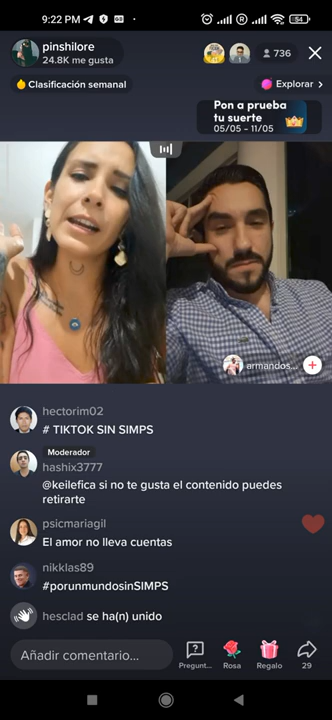 9:22 PM
54
pinshilore
24.8K me gusta
736
Clasificación semanal
Explorar >
Pon a prueba
tu suerte
05/05 - 11/05
armandos...
hectorim02
# TIKTOK SIN SIMPS
Moderador
hashix3777
@keilefica si no te gusta el contenido puedes
retirarte
psicmariagil
El amor no lleva cuentas
nikklas89
#porunmundosinSIMPS
hesclad se ha(n) unido
Añadir comentario...
Pregunt...
Rosa
Regalo
29